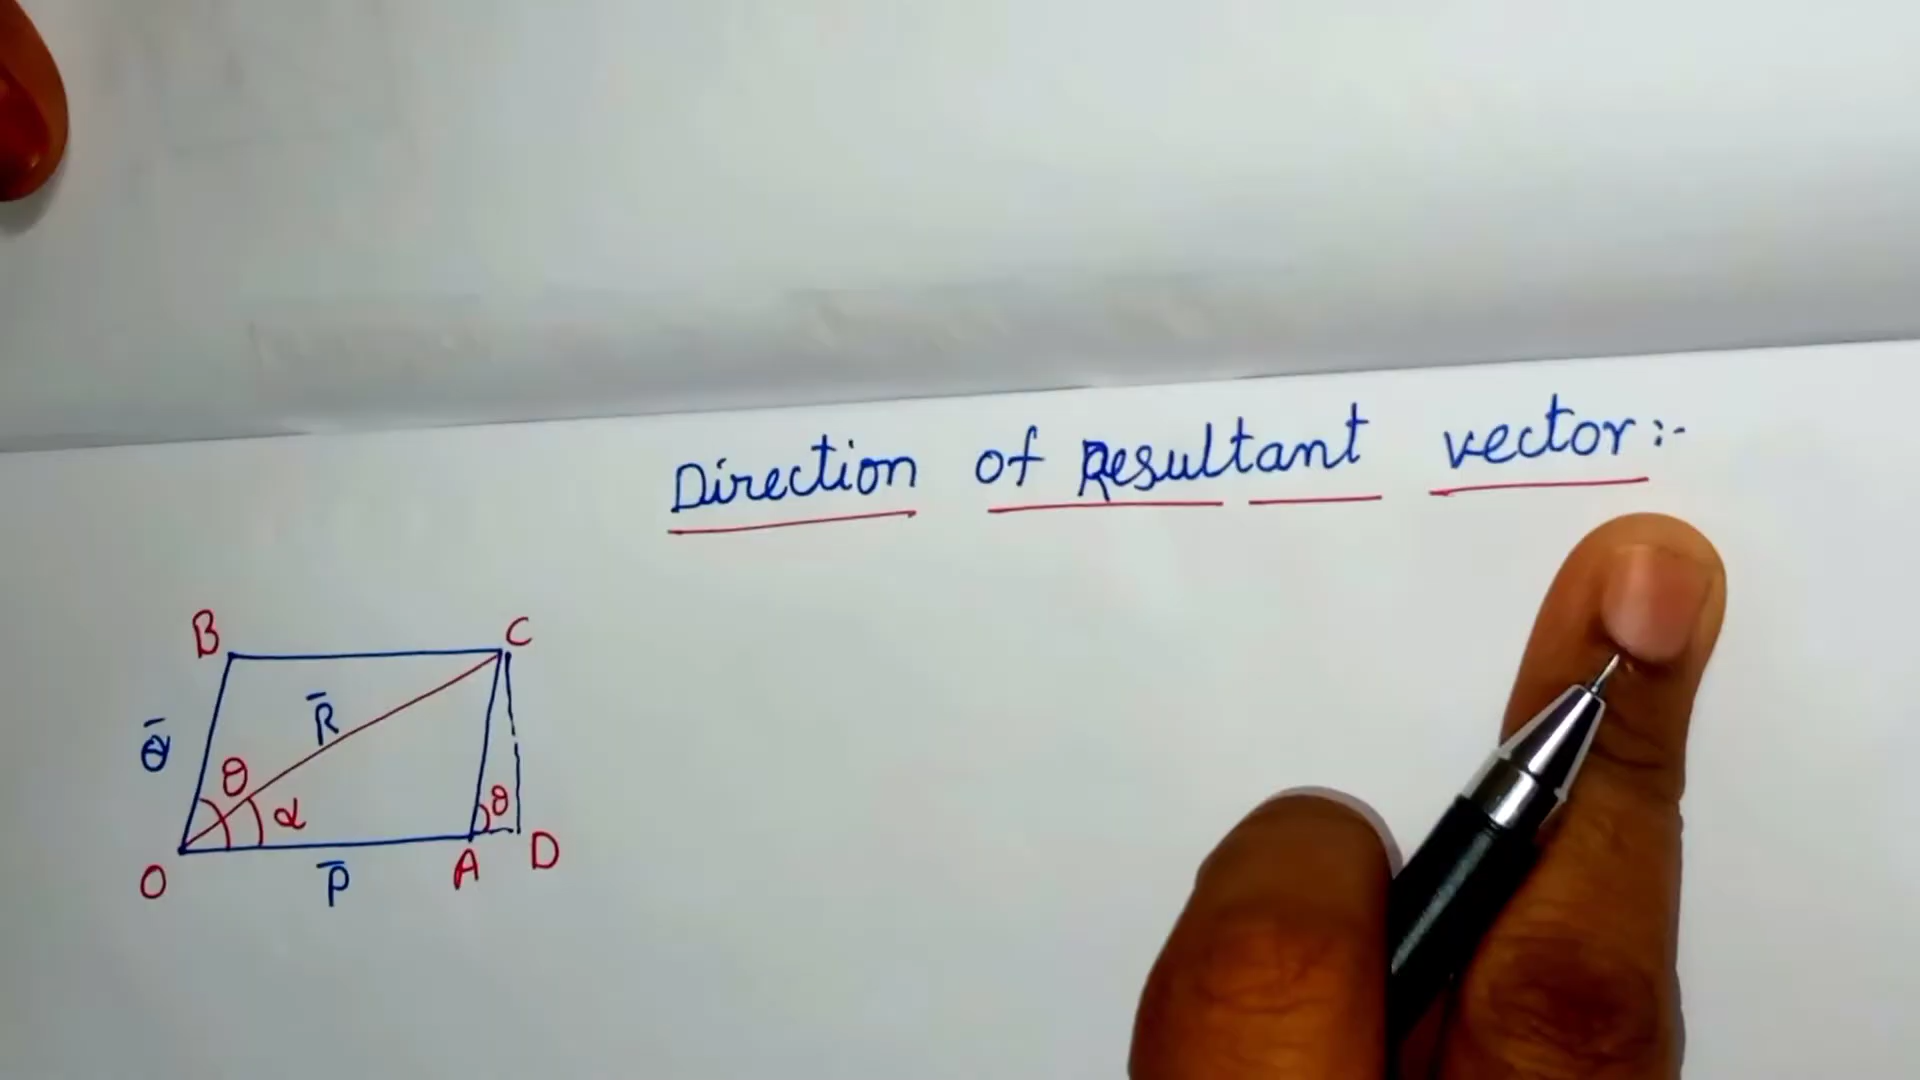 Direction of Resultant vector:-
B C
R̄
Q̄
θ
α
θ
O P̄ A D